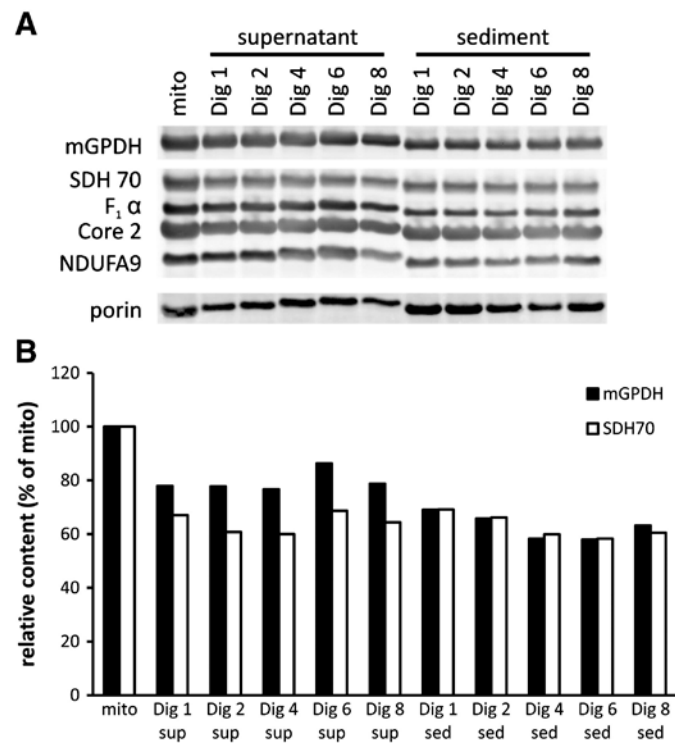 A
supernatant sediment
mito Dig 1 Dig 2 Dig 4 Dig 6 Dig 8 Dig 1 Dig 2 Dig 4 Dig 6 Dig 8
mGPDH
SDH 70
F₁ α
Core 2
NDUFA9
porin
B
relative content (% of mito)
120
100
80
60
40
20
0
mGPDH
SDH70
mito Dig 1 Dig 2 Dig 4 Dig 6 Dig 8 Dig 1 Dig 2 Dig 4 Dig 6 Dig 8
sup sup sup sup sup sed sed sed sed sed